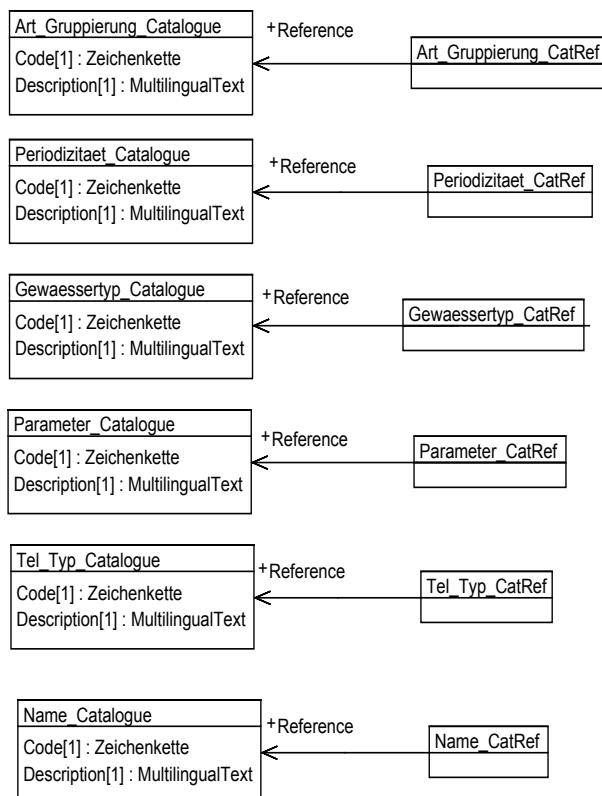 Art_Gruppierung_Catalogue
Code[1] : Zeichenkette
Description[1] : MultilingualText
+Reference
Art_Gruppierung_CatRef
Periodizitaet_Catalogue
Code[1] : Zeichenkette
Description[1] : MultilingualText
+Reference
Periodizitaet_CatRef
Gewaessertyp_Catalogue
Code[1] : Zeichenkette
Description[1] : MultilingualText
+Reference
Gewaessertyp_CatRef
Parameter_Catalogue
Code[1] : Zeichenkette
Description[1] : MultilingualText
+Reference
Parameter_CatRef
Tel_Typ_Catalogue
Code[1] : Zeichenkette
Description[1] : MultilingualText
+Reference
Tel_Typ_CatRef
Name_Catalogue
Code[1] : Zeichenkette
Description[1] : MultilingualText
+Reference
Name_CatRef